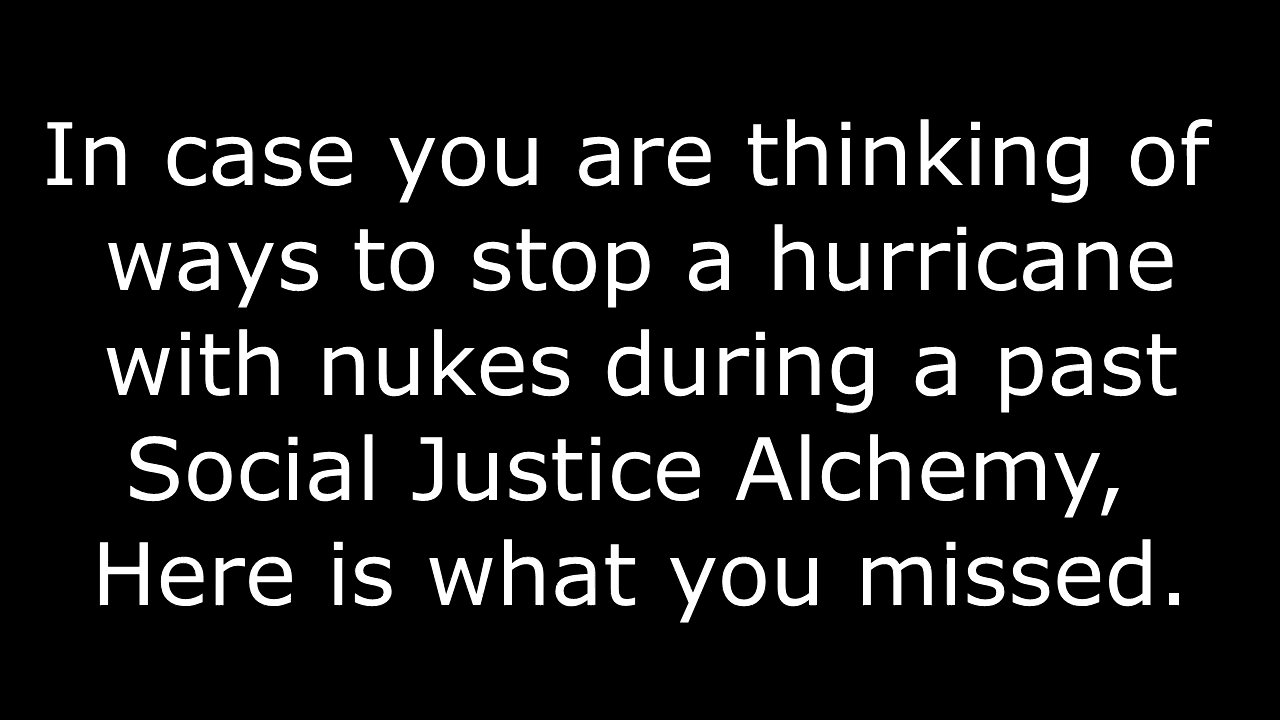 In case you are thinking of
ways to stop a hurricane
with nukes during a past
Social Justice Alchemy,
Here is what you missed.